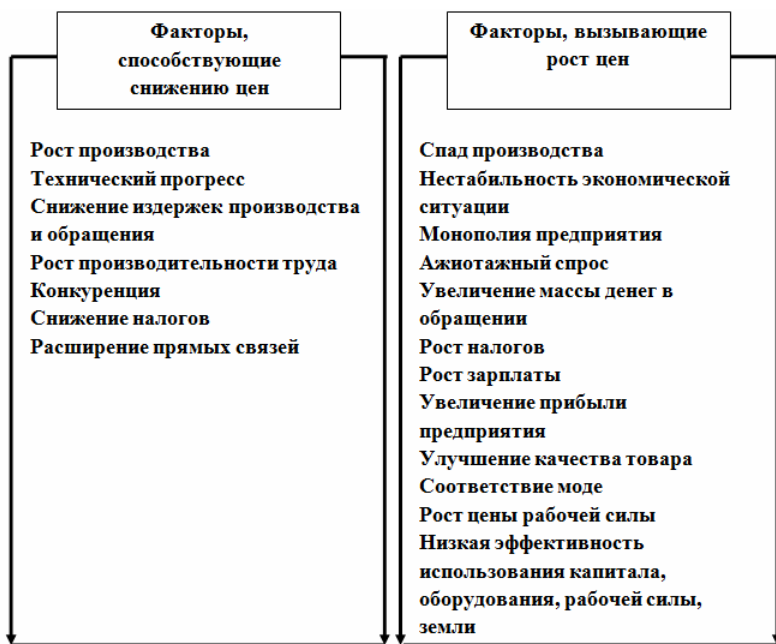 Факторы,
способствующие
снижению цен
Рост производства
Технический прогресс
Снижение издержек производства
и обращения
Рост производительности труда
Конкуренция
Снижение налогов
Расширение прямых связей
Факторы, вызывающие
рост цен
Спад производства
Нестабильность экономической
ситуации
Монополия предприятия
Ажиотажный спрос
Увеличение массы денег в
обращении
Рост налогов
Рост зарплаты
Увеличение прибыли
предприятия
Улучшение качества товара
Соответствие моде
Рост цены рабочей силы
Низкая эффективность
использования капитала,
оборудования, рабочей силы,
земли